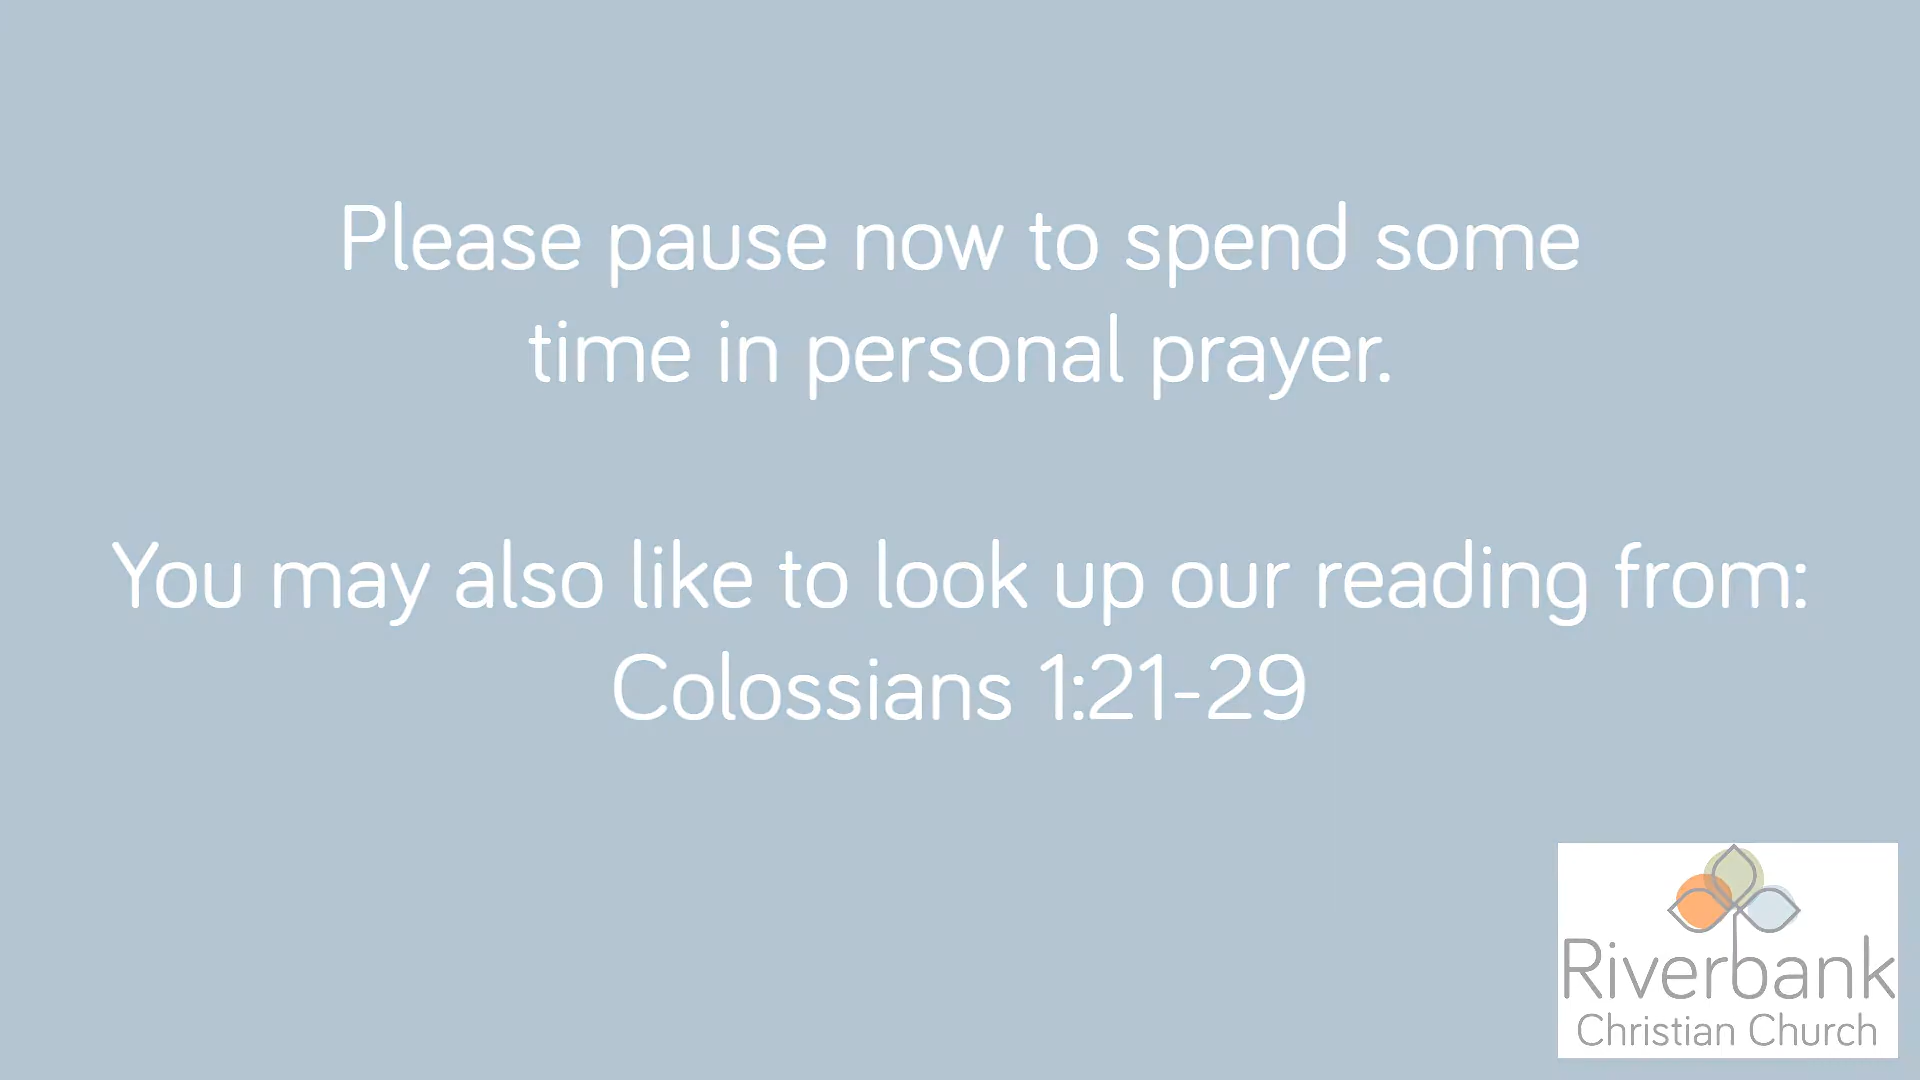 Please pause now to spend some
time in personal prayer.
You may also like to look up our reading from:
Colossians 1:21-29
Riverbank
Christian Church